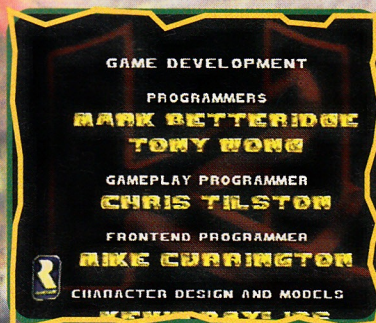 GAME DEVELOPMENT
PROGRAMMERS
MARK BETTERIDGE
TONY WONG
GAMEPLAY PROGRAMMER
CHRIS TILSTON
FRONTEND PROGRAMMER
MIKE CURRINGTON
CHARACTER DESIGN AND MODELS
R